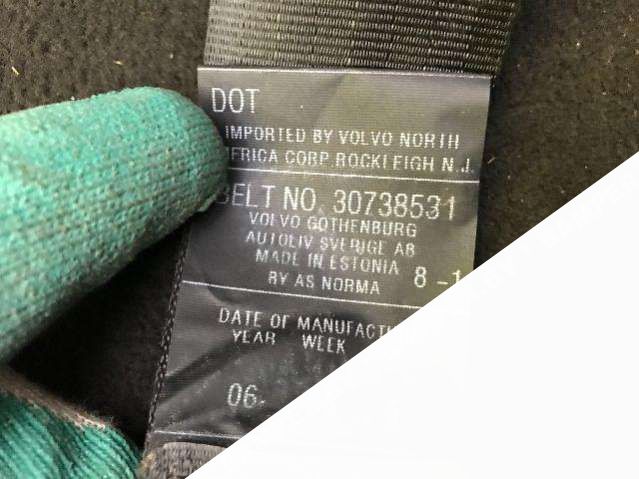 DOT
IMPORTED BY VOLVO NORTH
ERICA CORP. ROCKLEIGH N.J.
BELT NO. 30738531
VOLVO GOTHENBURG
AUTOLIV SVERIGE AB
MADE IN ESTONIA
BY AS NORMA 8 -1
DATE OF MANUFACT
YEAR WEEK
06-